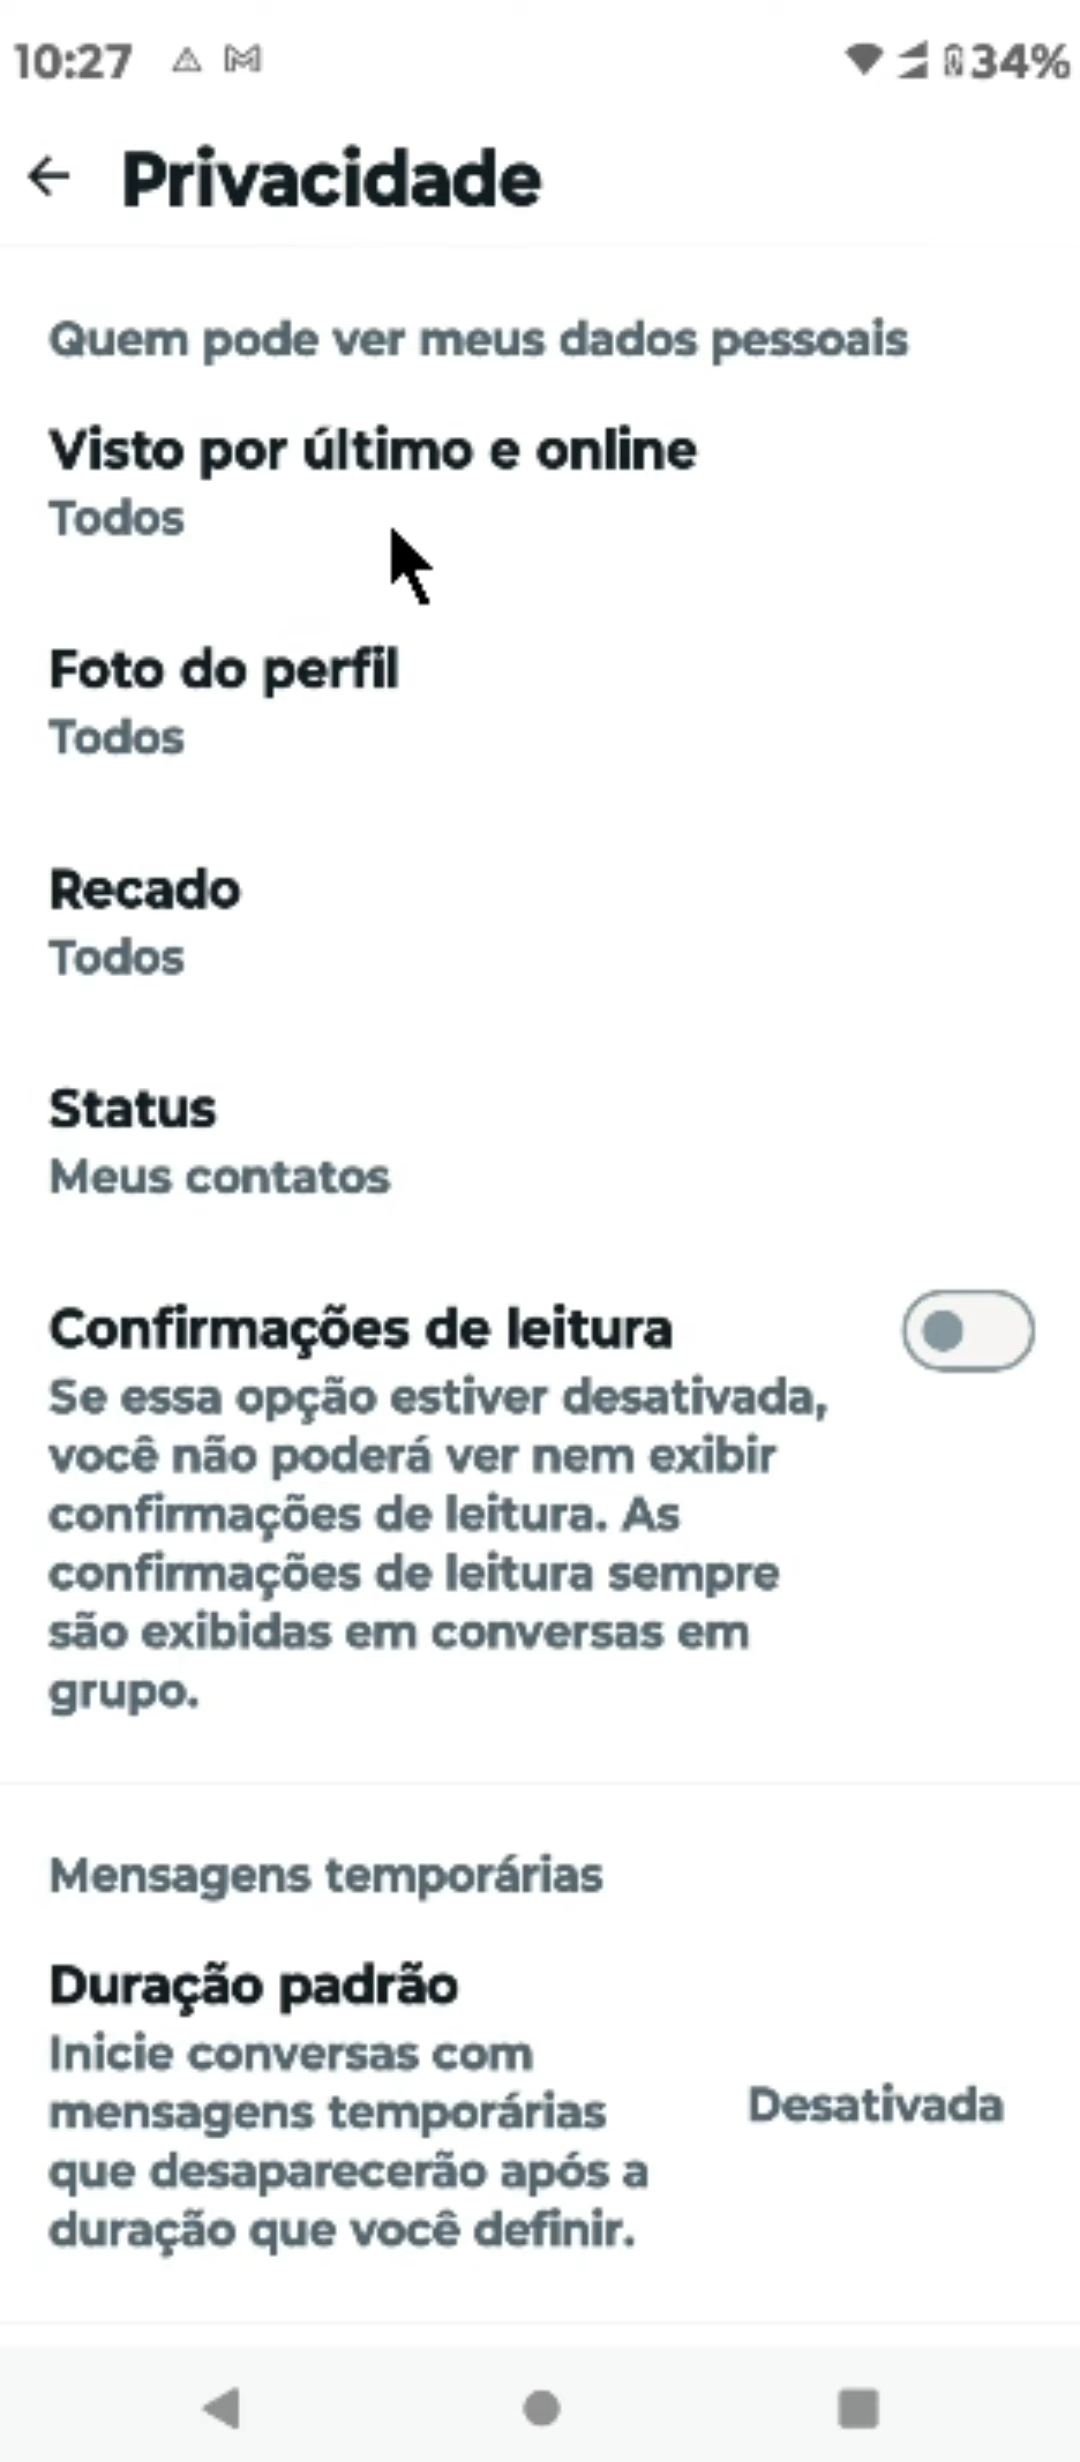 10:27 34%
Privacidade
Quem pode ver meus dados pessoais
Visto por último e online
Todos
Foto do perfil
Todos
Recado
Todos
Status
Meus contatos
Confirmações de leitura
Se essa opção estiver desativada,
você não poderá ver nem exibir
confirmações de leitura. As
confirmações de leitura sempre
são exibidas em conversas em
grupo.
Mensagens temporárias
Duração padrão
Inicie conversas com
mensagens temporárias
que desaparecerão após a
duração que você definir.
Desativada